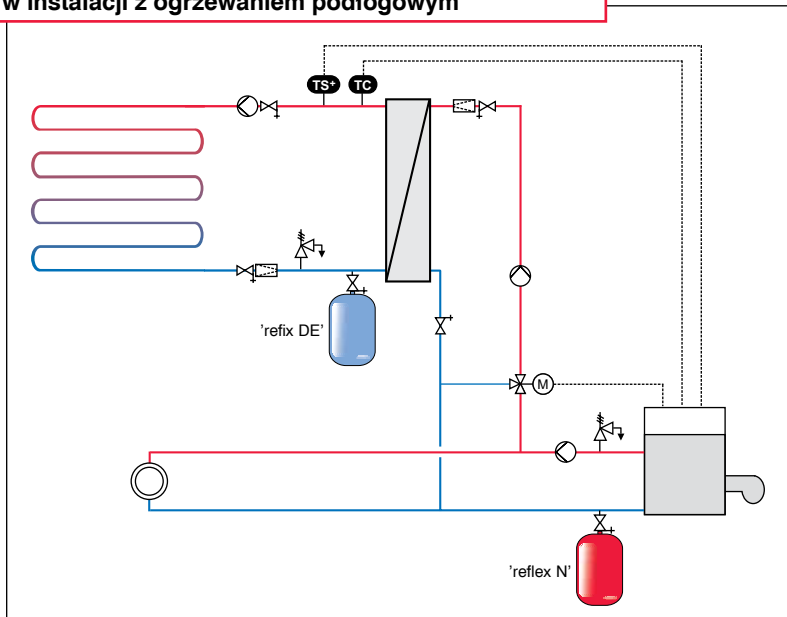 w instalacji z ogrzewaniem podłogowym
TS+ TC
'refix DE'
M
'reflex N'